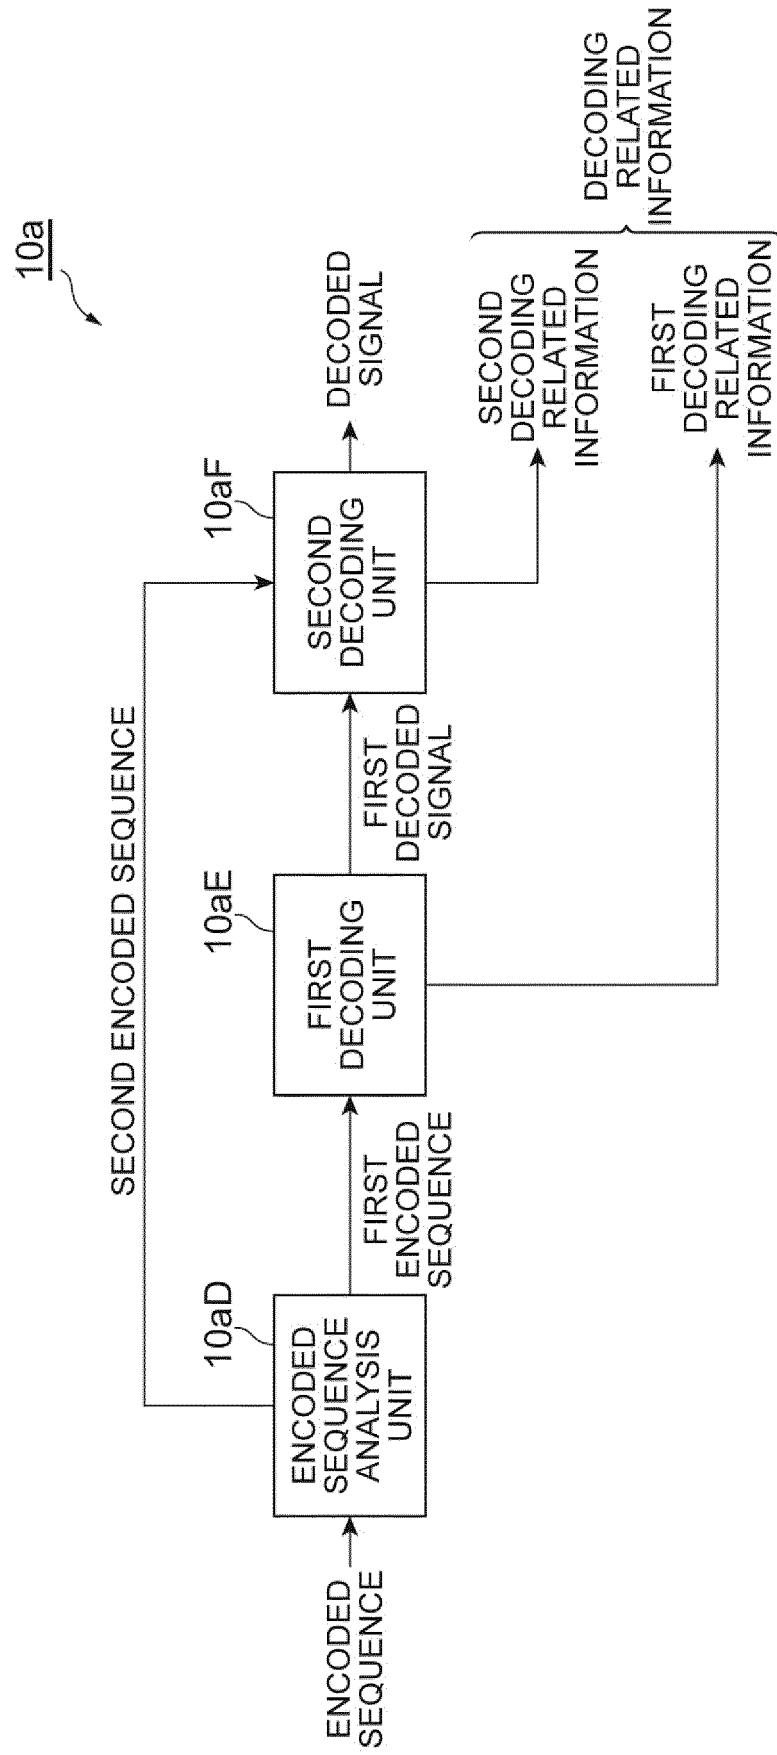 10a
SECOND ENCODED SEQUENCE
10aD
10aE
10aF
ENCODED
SEQUENCE
ENCODED
SEQUENCE
ANALYSIS
UNIT
FIRST
ENCODED
SEQUENCE
FIRST
DECODING
UNIT
FIRST
DECODED
SIGNAL
SECOND
DECODING
UNIT
DECODED
SIGNAL
SECOND
DECODING
RELATED
INFORMATION
FIRST
DECODING
RELATED
INFORMATION
DECODING
RELATED
INFORMATION